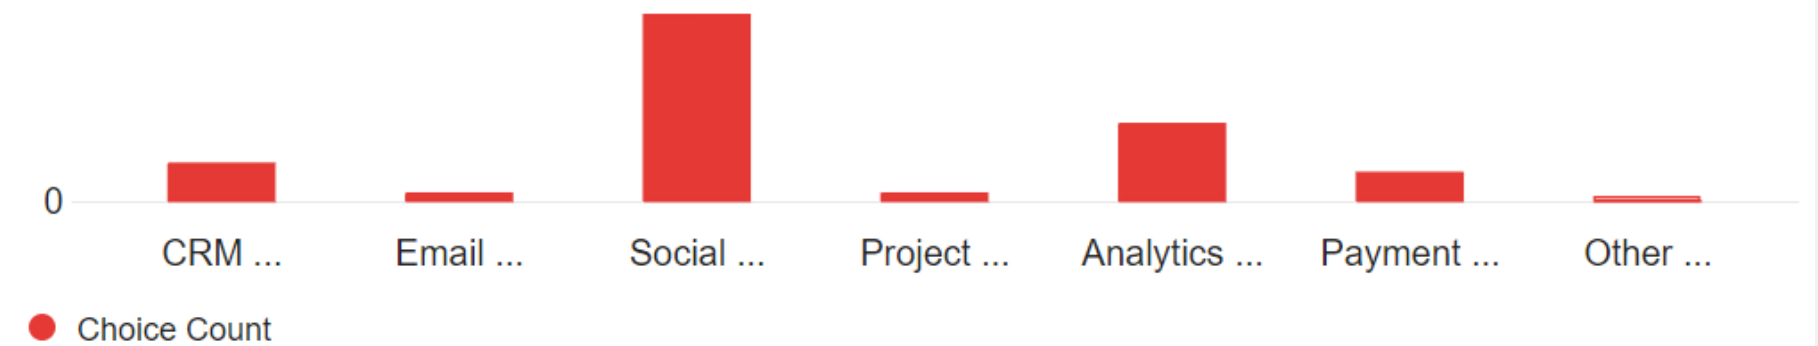 0
CRM ... Email ... Social ... Project ... Analytics ... Payment ... Other ...
Choice Count